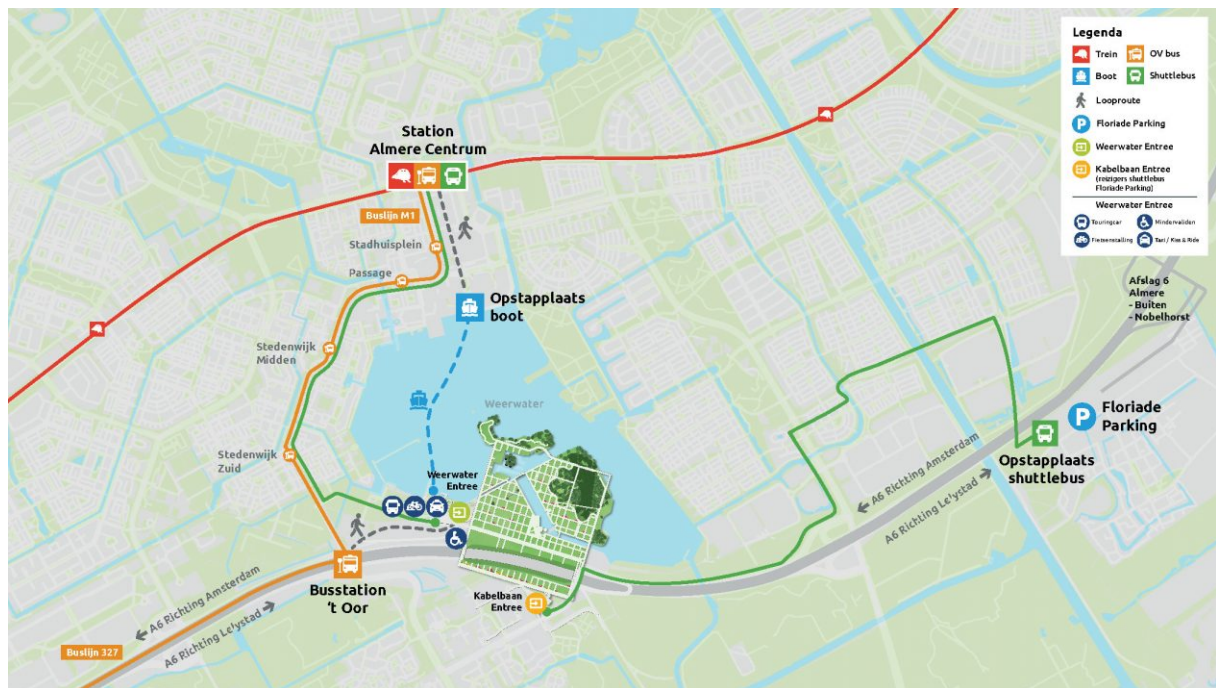 Legenda
Trein
OV bus
Boot
Shuttlebus
Looproute
P
Floriade Parking
Weerwater Entree
Kabelbaan Entree
(reizigers shuttlebus
Floriade Parking)
Weerwater Entree
Touringcar
Mindervaliden
Fietsenstalling
Taxi / Kiss & Ride
Station
Almere Centrum
Buslijn M1
Stadhuisplein
Passage
Opstapplaats
boot
Afslag 6
Almere
- Buiten
- Nobelhorst
Stedenwijk
Midden
Weerwater
P
Floriade
Parking
Stedenwijk
Zuid
Weerwater
Entree
Opstapplaats
shuttlebus
A6 Richting Amsterdam
A6 Richting Lelystad
Busstation
't Oor
Kabelbaan
Entree
A6 Richting Amsterdam
A6 Richting Lelystad
Buslijn 327